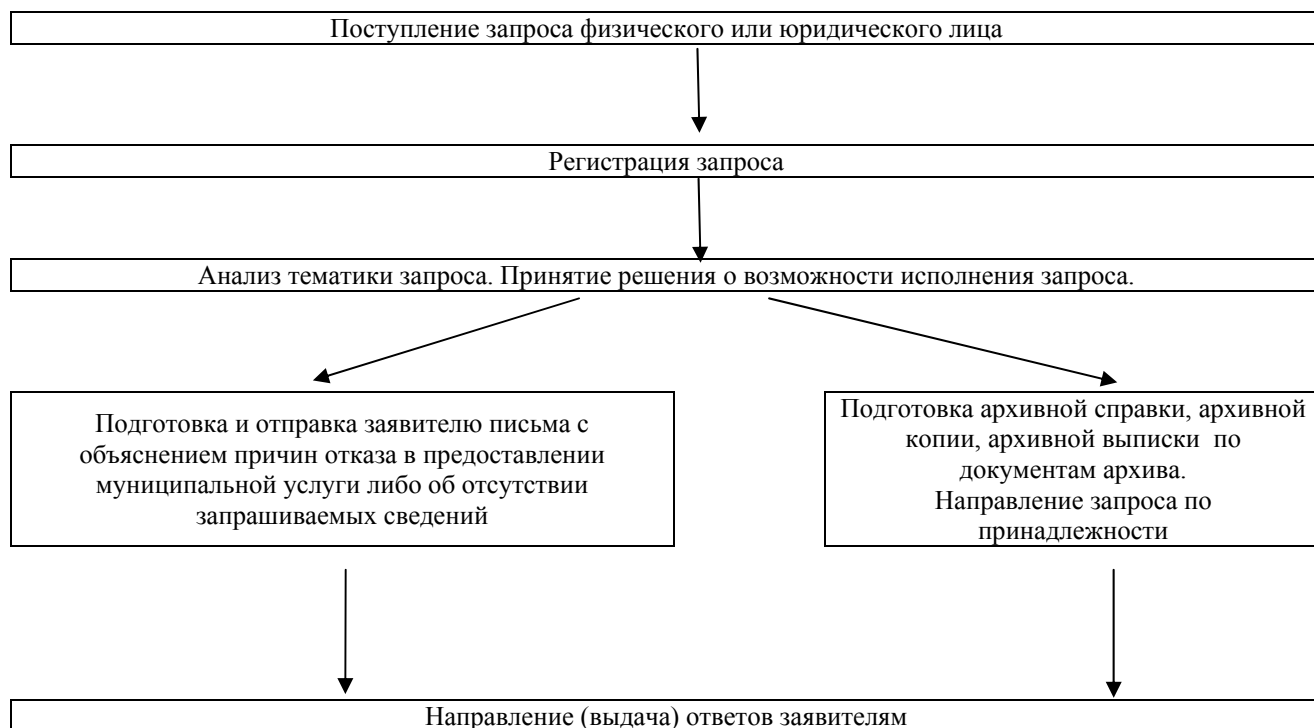 Поступление запроса физического или юридического лица
Регистрация запроса
Анализ тематики запроса. Принятие решения о возможности исполнения запроса.
Подготовка и отправка заявителю письма с
объяснением причин отказа в предоставлении
муниципальной услуги либо об отсутствии
запрашиваемых сведений
Подготовка архивной справки, архивной
копии, архивной выписки по
документам архива.
Направление запроса по
принадлежности
Направление (выдача) ответов заявителям